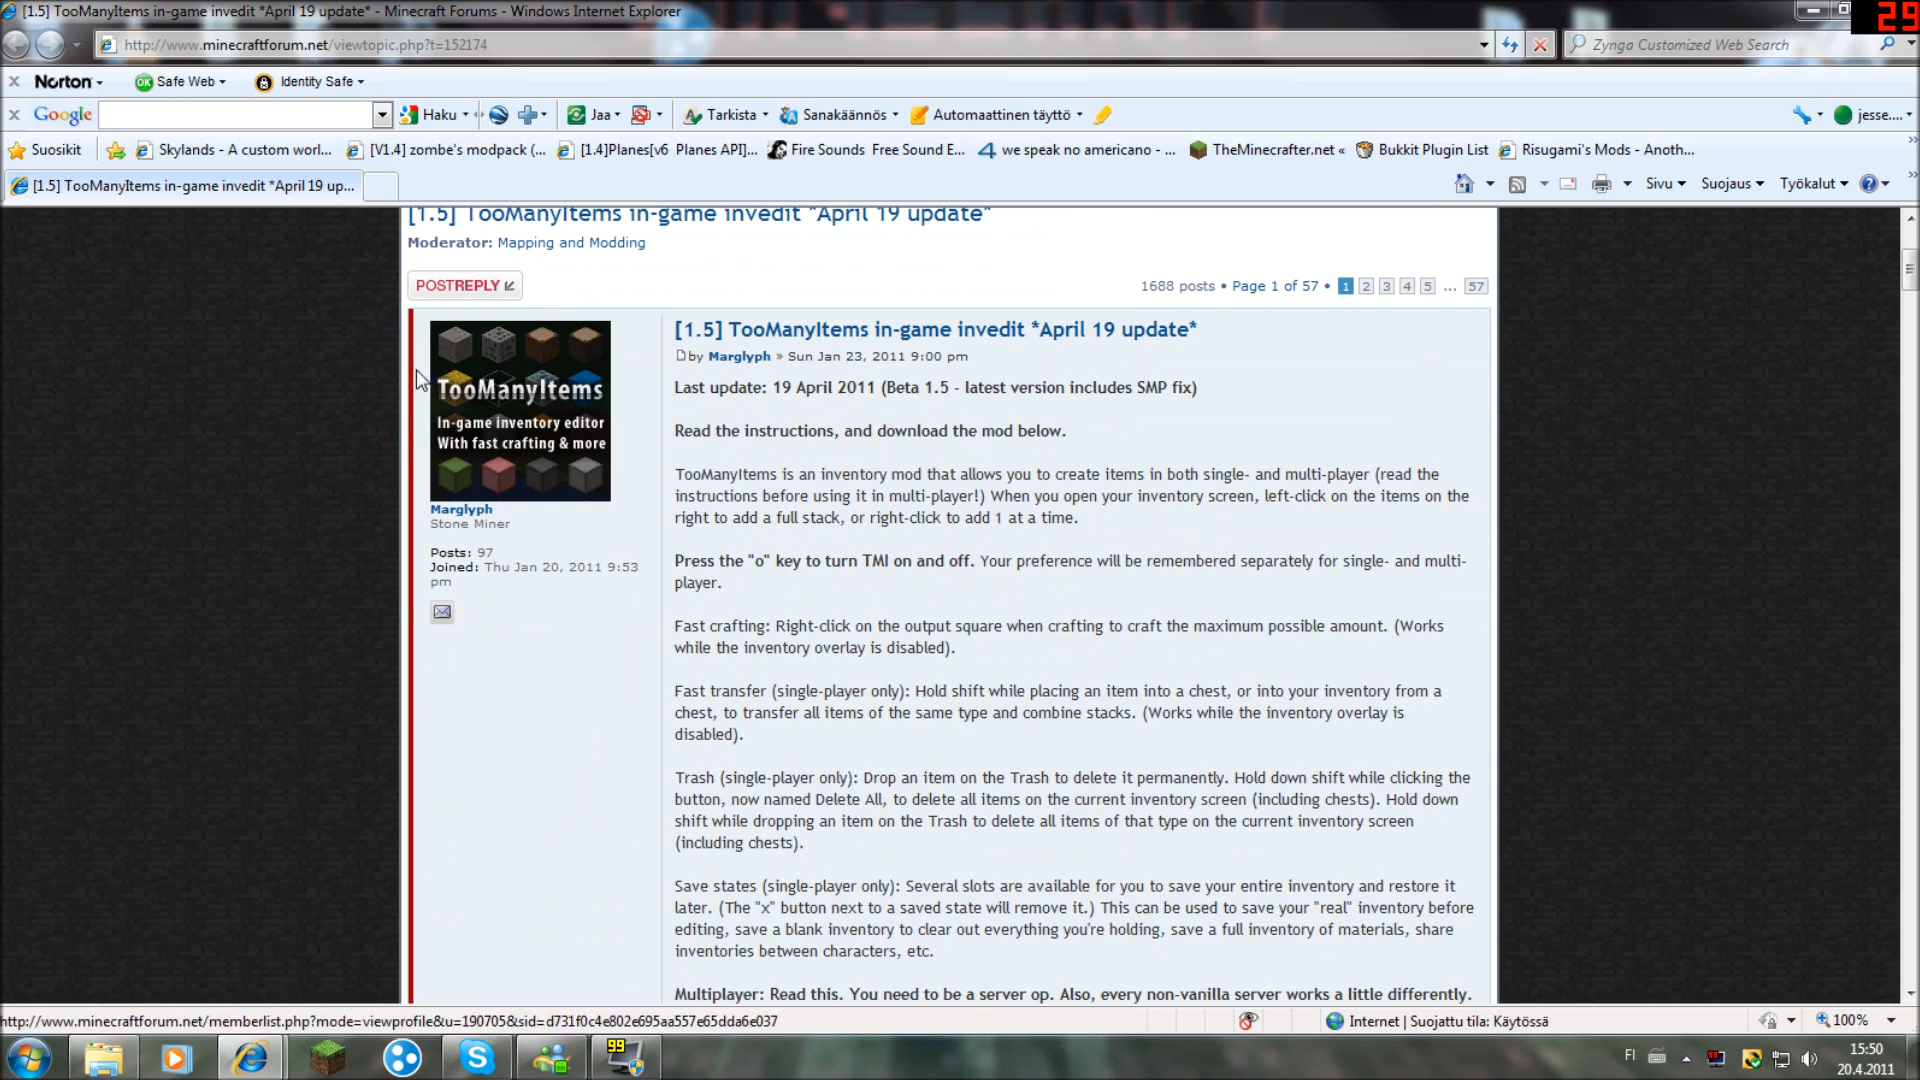 [1.5] TooManyItems in-game invedit *April 19 update* - Minecraft Forums - Windows Internet Explorer
29
http://www.minecraftforum.net/viewtopic.php?t=152174
Zynga Customized Web Search
x Norton OK Safe Web Identity Safe
x Google Haku Jaa Tarkista Sanakäännös Automaattinen täyttö jesse....
Suosikit Skylands - A custom worl... [V1.4] zombe's modpack (... [1.4]Planes[v6 Planes API]... Fire Sounds Free Sound E... we speak no americano - ... TheMinecrafter.net « Bukkit Plugin List Risugami's Mods - Anoth...
[1.5] TooManyItems in-game invedit *April 19 up... Sivu Suojaus Työkalut
[1.5] TooManyItems in-game invedit *April 19 update*
Moderator: Mapping and Modding
POSTREPLY 1688 posts • Page 1 of 57 • 1 2 3 4 5 ... 57
TooManyItems
In-game inventory editor
With fast crafting & more
Marglyph
Stone Miner
Posts: 97
Joined: Thu Jan 20, 2011 9:53
pm
[1.5] TooManyItems in-game invedit *April 19 update*
by Marglyph » Sun Jan 23, 2011 9:00 pm
Last update: 19 April 2011 (Beta 1.5 - latest version includes SMP fix)
Read the instructions, and download the mod below.
TooManyItems is an inventory mod that allows you to create items in both single- and multi-player (read the
instructions before using it in multi-player!) When you open your inventory screen, left-click on the items on the
right to add a full stack, or right-click to add 1 at a time.
Press the "o" key to turn TMI on and off. Your preference will be remembered separately for single- and multi-
player.
Fast crafting: Right-click on the output square when crafting to craft the maximum possible amount. (Works
while the inventory overlay is disabled).
Fast transfer (single-player only): Hold shift while placing an item into a chest, or into your inventory from a
chest, to transfer all items of the same type and combine stacks. (Works while the inventory overlay is
disabled).
Trash (single-player only): Drop an item on the Trash to delete it permanently. Hold down shift while clicking the
button, now named Delete All, to delete all items on the current inventory screen (including chests). Hold down
shift while dropping an item on the Trash to delete all items of that type on the current inventory screen
(including chests).
Save states (single-player only): Several slots are available for you to save your entire inventory and restore it
later. (The "x" button next to a saved state will remove it.) This can be used to save your "real" inventory before
editing, save a blank inventory to clear out everything you're holding, save a full inventory of materials, share
inventories between characters, etc.
Multiplayer: Read this. You need to be a server op. Also, every non-vanilla server works a little differently.
http://www.minecraftforum.net/memberlist.php?mode=viewprofile&u=190705&sid=d731f0c4e802e695aa557e65dda6e037
Internet | Suojattu tila: Käytössä
100%
99
FI
99
15:50
20.4.2011